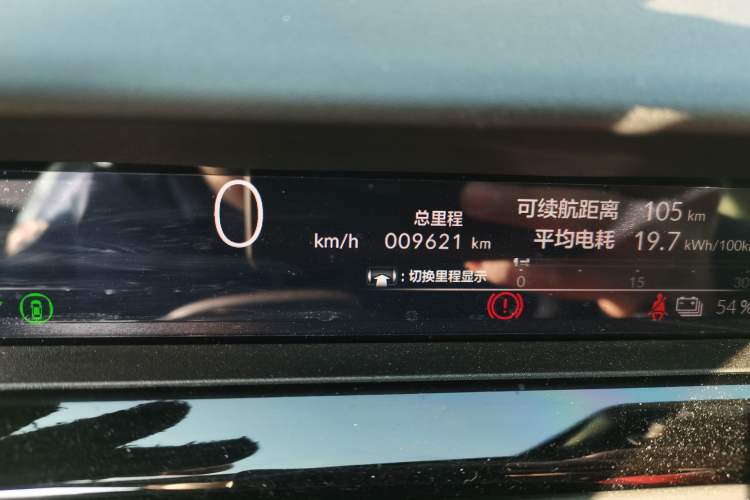 0 km/h
总里程
009621 km
:切换里程显示
可续航距离 105 km
平均电耗 19.7 kWh/100k
0 15 30
54%